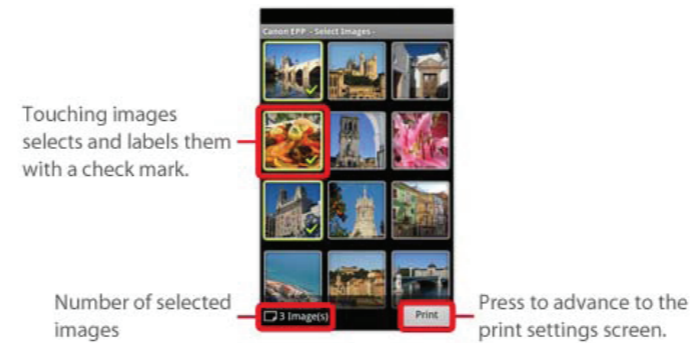 Canon EPP - Select Images -
Touching images
selects and labels them
with a check mark.
Number of selected
images
3 Image(s)
Print
Press to advance to the
print settings screen.